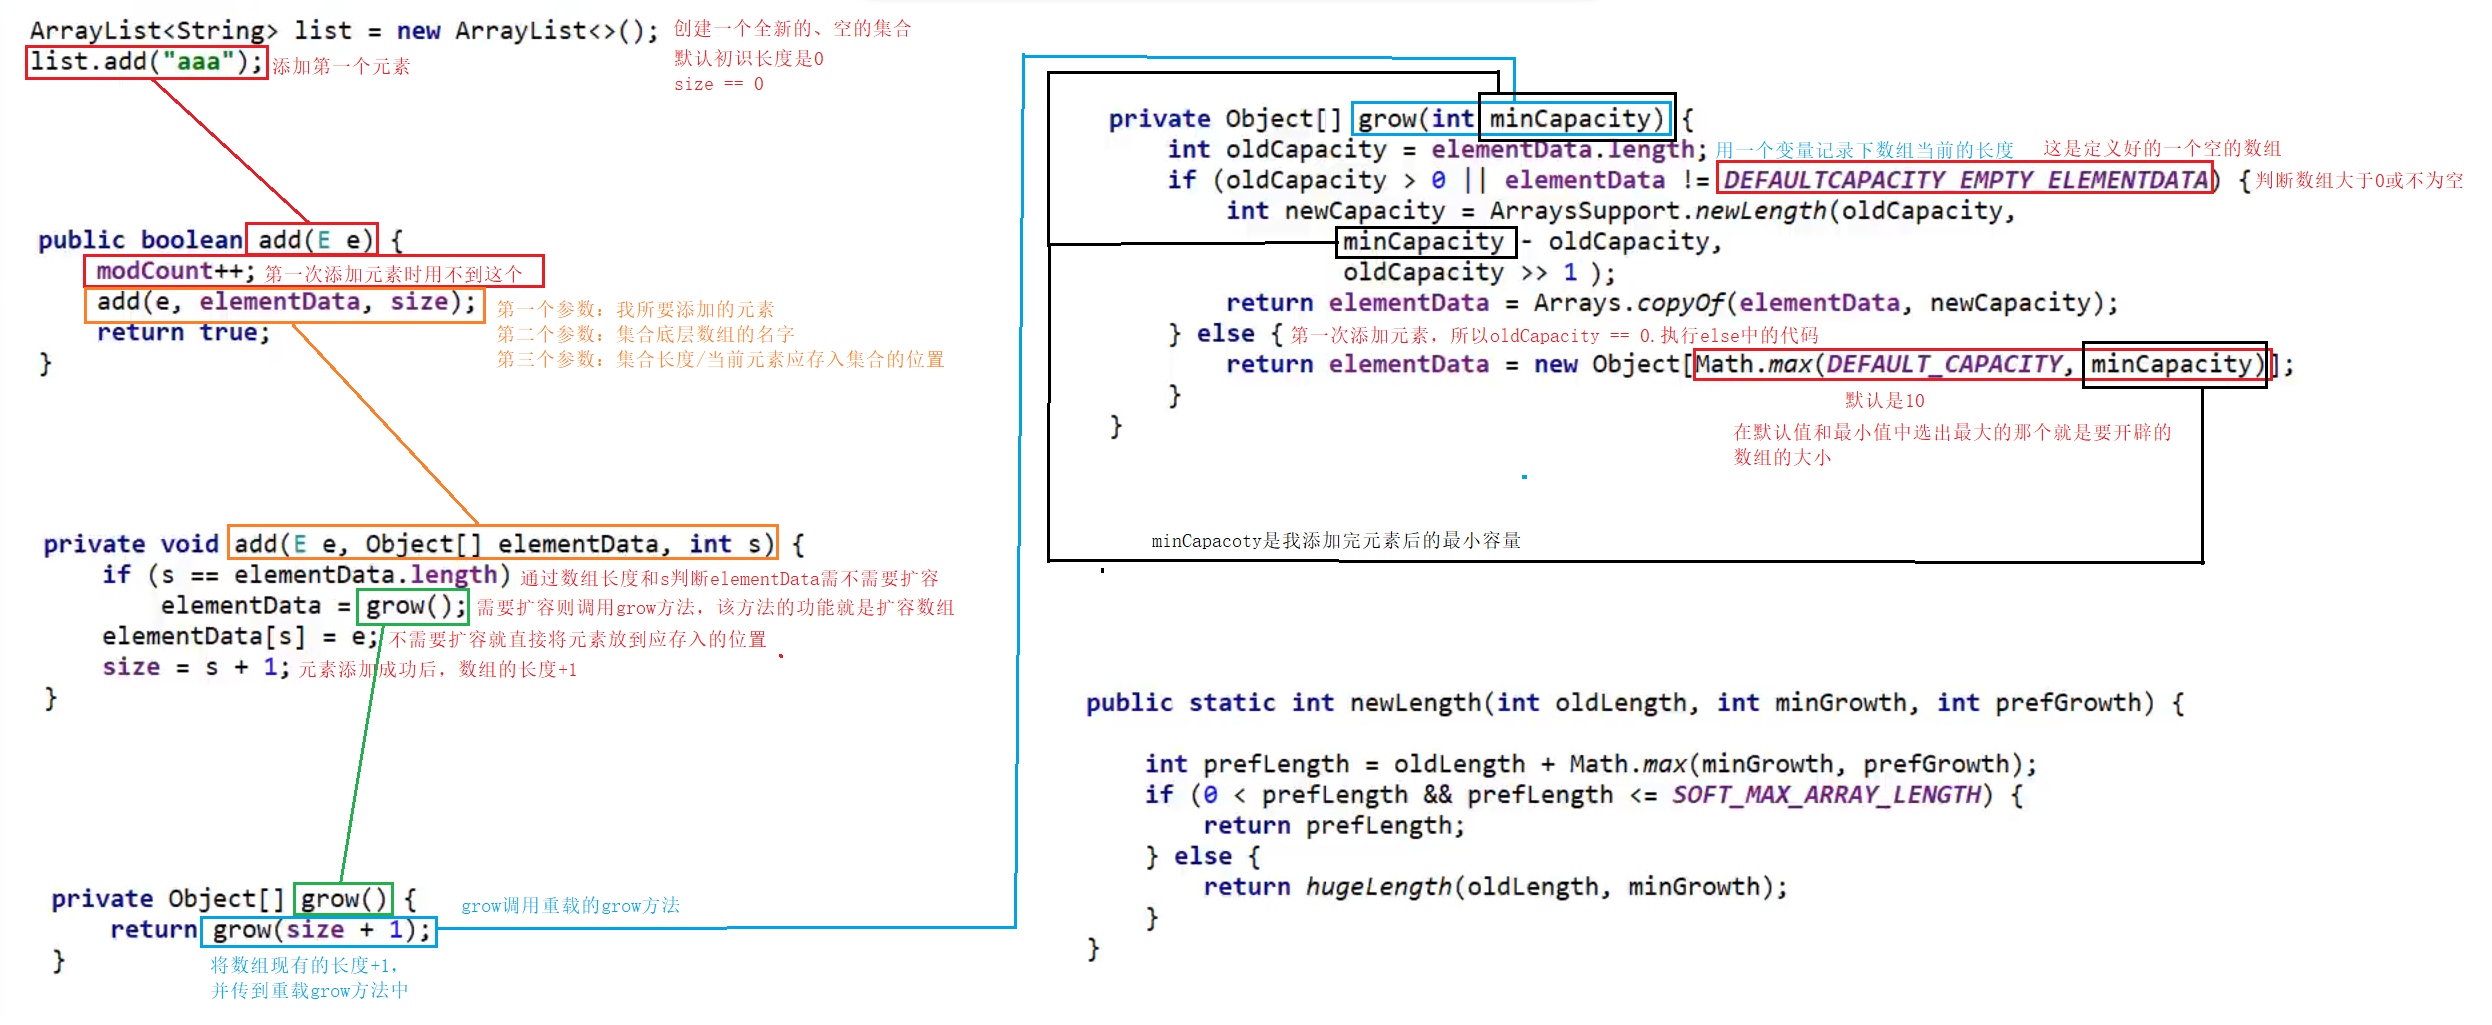 ArrayList<String> list = new ArrayList<>();
创建一个全新的、空的集合
默认初识长度是0
size == 0
list.add("aaa");
添加第一个元素
public boolean add(E e) {
modCount++;
第一次添加元素时用不到这个
add(e, elementData, size);
第一个参数：我所要添加的元素
第二个参数：集合底层数组的名字
第三个参数：集合长度/当前元素应存入集合的位置
return true;
}
private void add(E e, Object[] elementData, int s) {
if (s == elementData.length)
通过数组长度和s判断elementData需不需要扩容
elementData = grow();
需要扩容则调用grow方法，该方法的功能就是扩容数组
elementData[s] = e;
不需要扩容就直接将元素放到应存入的位置
size = s + 1;
元素添加成功后，数组的长度+1
}
private Object[] grow() {
grow调用重载的grow方法
return grow(size + 1);
}
将数组现有的长度+1，
并传到重载grow方法中
private Object[] grow(int minCapacity) {
int oldCapacity = elementData.length;
用一个变量记录下数组当前的长度
这是定义好的一个空的数组
if (oldCapacity > 0 || elementData != DEFAULTCAPACITY_EMPTY_ELEMENTDATA) {
判断数组大于0或不为空
int newCapacity = ArraysSupport.newLength(oldCapacity,
minCapacity - oldCapacity,
oldCapacity >> 1 );
return elementData = Arrays.copyOf(elementData, newCapacity);
} else {
第一次添加元素，所以oldCapacity == 0.执行else中的代码
return elementData = new Object[Math.max(DEFAULT_CAPACITY, minCapacity)];
}
默认是10
}
在默认值和最小值中选出最大的那个就是要开辟的
数组的大小
minCapacoty是我添加完元素后的最小容量
public static int newLength(int oldLength, int minGrowth, int prefGrowth) {
int prefLength = oldLength + Math.max(minGrowth, prefGrowth);
if (0 < prefLength && prefLength <= SOFT_MAX_ARRAY_LENGTH) {
return prefLength;
} else {
return hugeLength(oldLength, minGrowth);
}
}